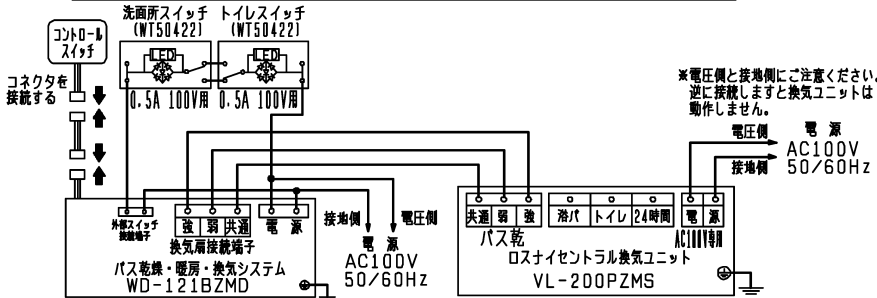 洗面所スイッチ
(WT50422)
トイレスイッチ
(WT50422)
コントロール
スイッチ
LED
LED
コネクタを
接続する
0.5A 100V用
0.5A 100V用
※電圧側と接地側にご注意ください。
逆に接続しますと換気ユニットは
動作しません。
電圧側
接地側
電源
AC100V
50/60Hz
外部スイッチ
接続端子
強 弱 共通
換気扇接続端子
電 源
接地側
電圧側
電源
AC100V
50/60Hz
バス乾燥・暖房・換気システム
WD-121BZMD
共通 弱 強
バス乾
浴バ トイレ 24時間
電 源
AC100V専用
ロスナイセントラル換気ユニット
VL-200PZMS